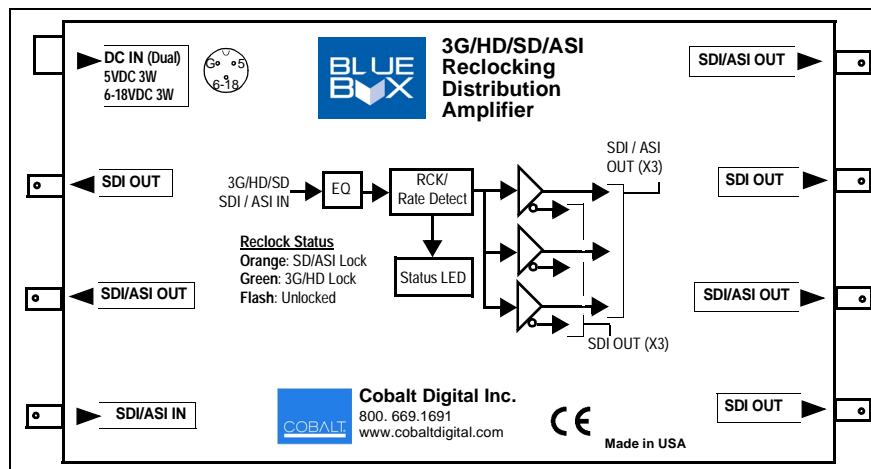 DC IN (Dual)
5VDC 3W
6-18VDC 3W
G 5
6-18
BLUE
BOX
3G/HD/SD/ASI
Reclocking
Distribution
Amplifier
SDI/ASI OUT
SDI OUT
3G/HD/SD
SDI / ASI IN
EQ
RCK/
Rate Detect
SDI / ASI
OUT (X3)
SDI OUT
Reclock Status
Orange: SD/ASI Lock
Green: 3G/HD Lock
Flash: Unlocked
Status LED
SDI/ASI OUT
SDI/ASI OUT
SDI OUT (X3)
SDI/ASI IN
COBALT
Cobalt Digital Inc.
800. 669.1691
www.cobaltdigital.com
CE
Made in USA
SDI OUT